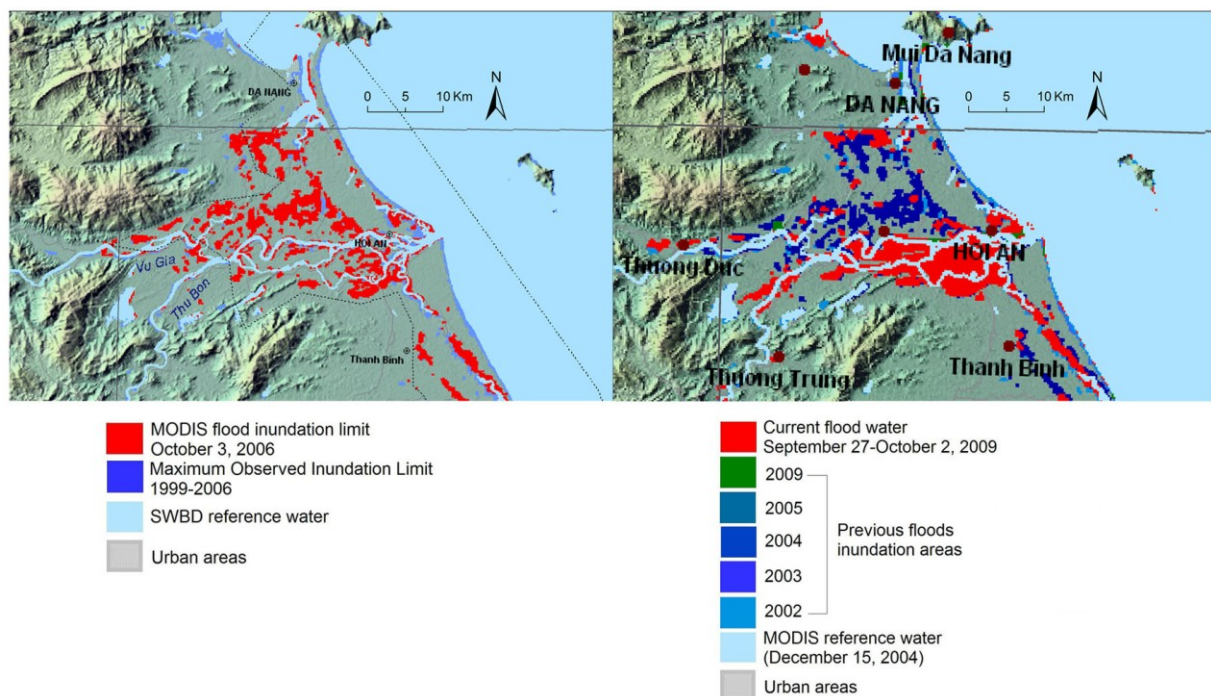 DA NANG
N
0 5 10 Km
HOI AN
Vu Gia
Thu Bon
Thanh Binh
Mui Da Nang
DA NANG
N
0 5 10 Km
HOI AN
Thuong Duc
Thuong Trung
Thanh Binh
MODIS flood inundation limit
October 3, 2006
Maximum Observed Inundation Limit
1999-2006
SWBD reference water
Urban areas
Current flood water
September 27-October 2, 2009
2009
2005
2004
2003
2002
Previous floods
inundation areas
MODIS reference water
(December 15, 2004)
Urban areas